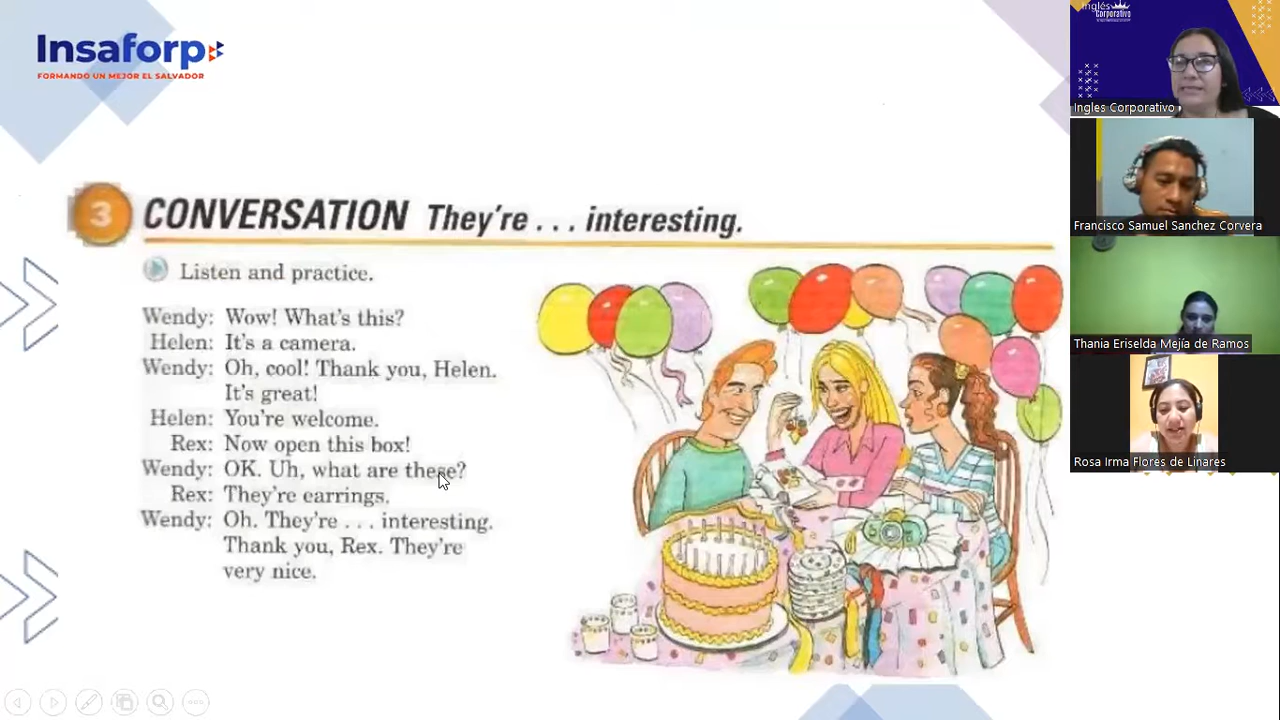 Insaforp
FORMANDO UN MEJOR EL SALVADOR
3 CONVERSATION They're . . . interesting.
Listen and practice.
Wendy: Wow! What's this?
Helen: It's a camera.
Wendy: Oh, cool! Thank you, Helen.
It's great!
Helen: You're welcome.
Rex: Now open this box!
Wendy: OK. Uh, what are these?
Rex: They're earrings.
Wendy: Oh. They're . . . interesting.
Thank you, Rex. They're
very nice.
Inglés
Corporativo
Ingles Corporativo
Francisco Samuel Sanchez Corvera
Thania Eriselda Mejía de Ramos
Rosa Irma Flores de Linares